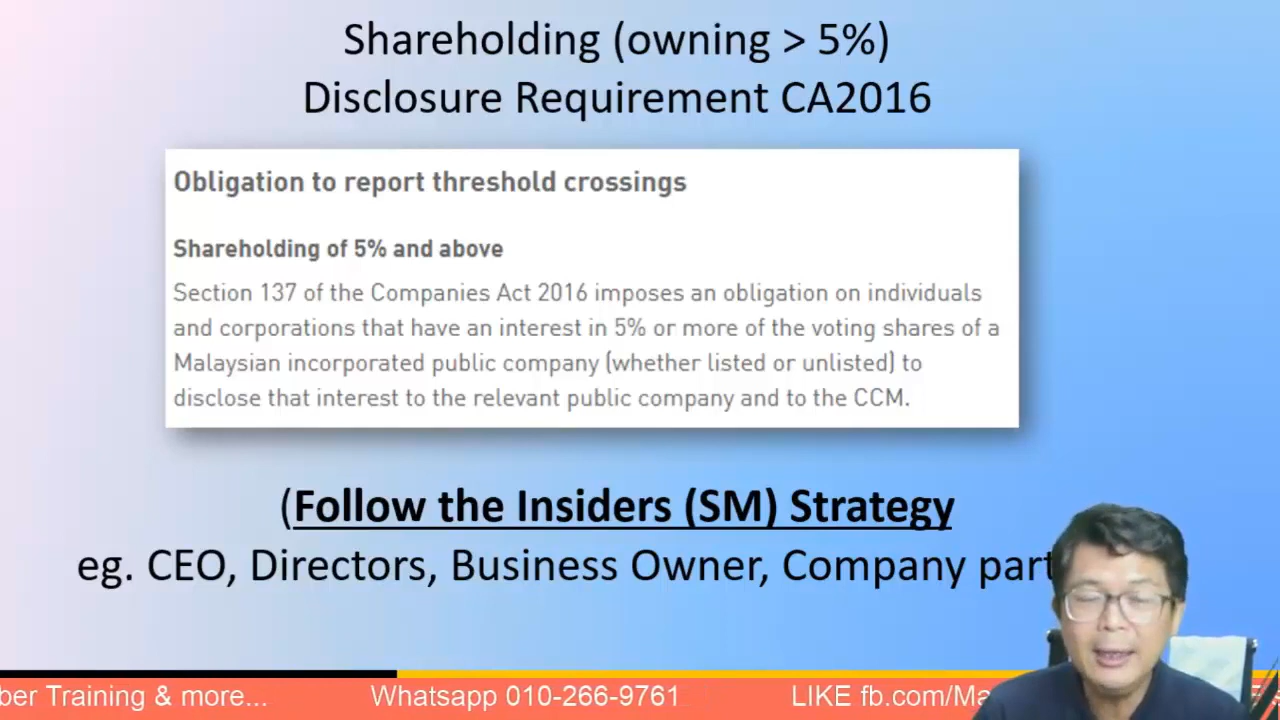 Shareholding (owning > 5%)
Disclosure Requirement CA2016
Obligation to report threshold crossings
Shareholding of 5% and above
Section 137 of the Companies Act 2016 imposes an obligation on individuals
and corporations that have an interest in 5% or more of the voting shares of a
Malaysian incorporated public company (whether listed or unlisted) to
disclose that interest to the relevant public company and to the CCM.
(Follow the Insiders (SM) Strategy
eg. CEO, Directors, Business Owner, Company part
ber Training & more... Whatsapp 010-266-9761 LIKE fb.com/Ma